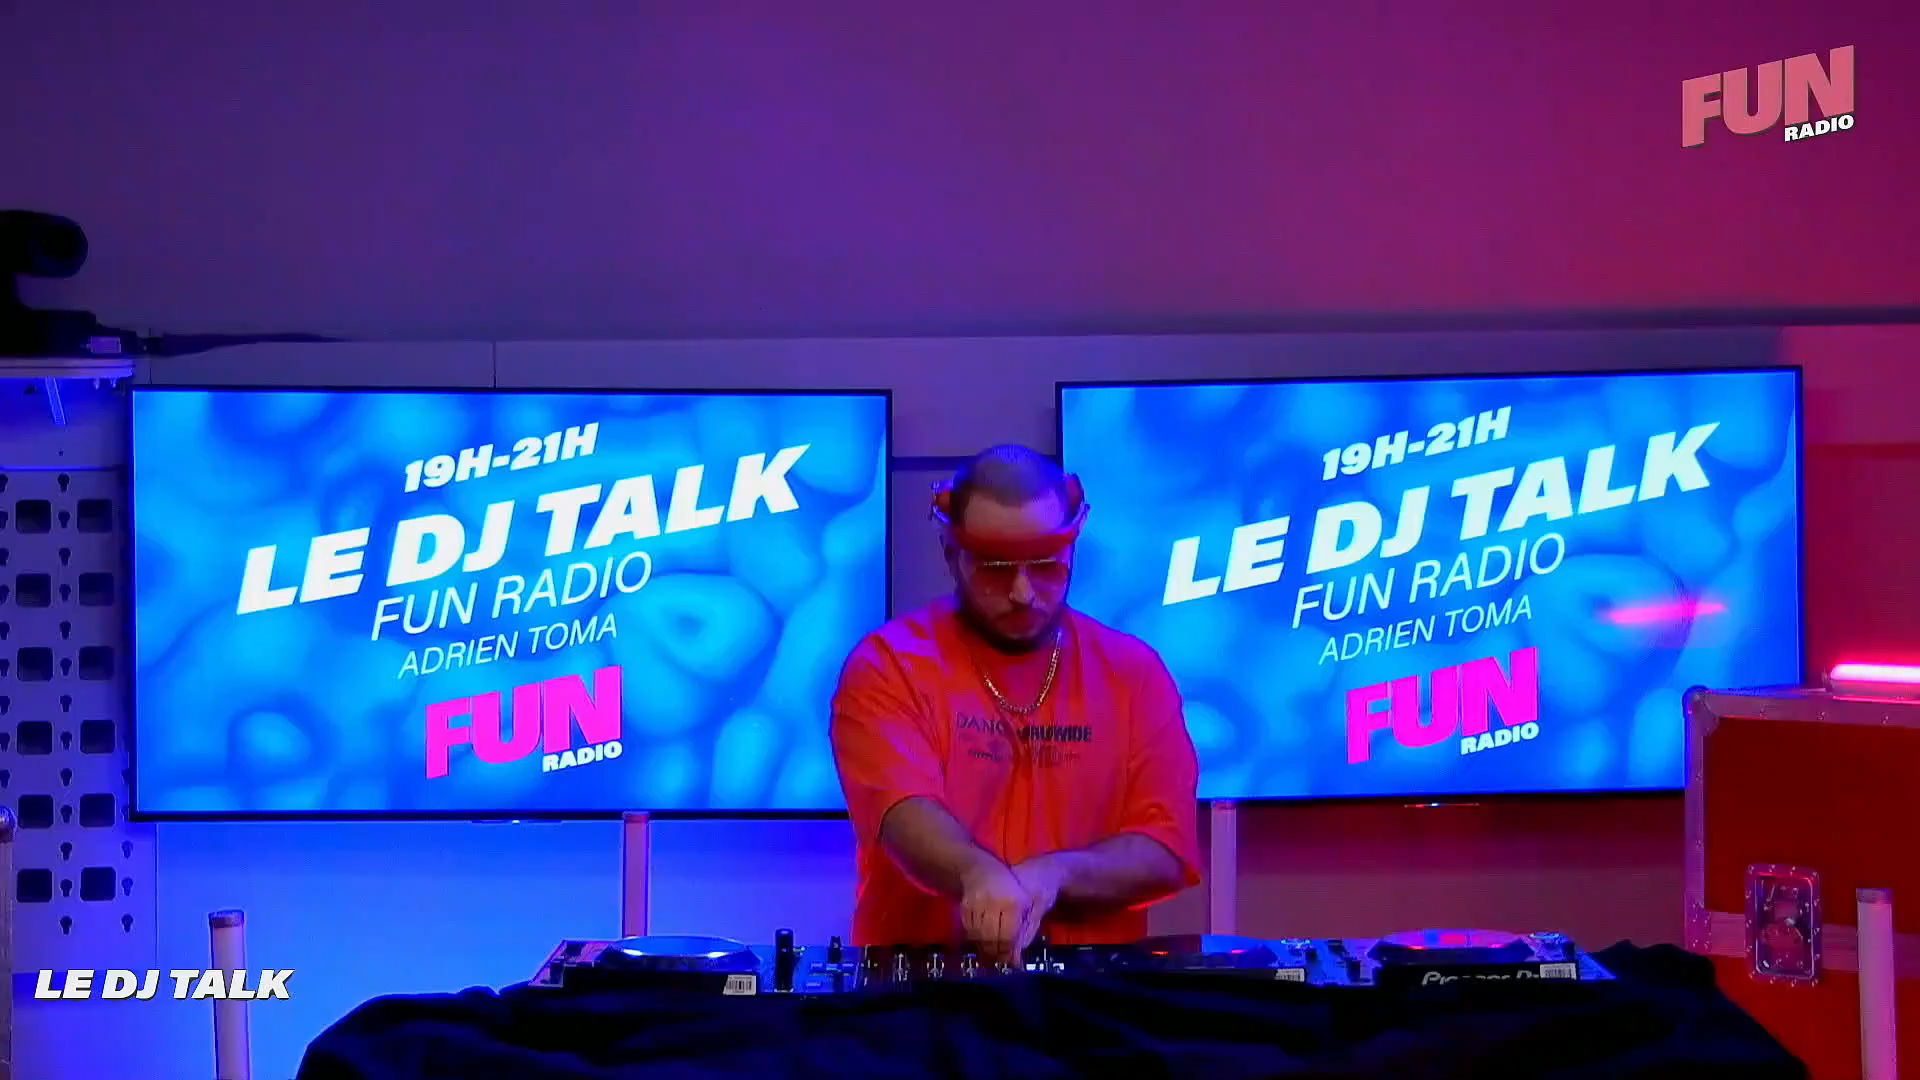 FUN
RADIO
19H-21H
LE DJ TALK
FUN RADIO
ADRIEN TOMA
FUN
RADIO
19H-21H
LE DJ TALK
FUN RADIO
ADRIEN TOMA
FUN
RADIO
LE DJ TALK